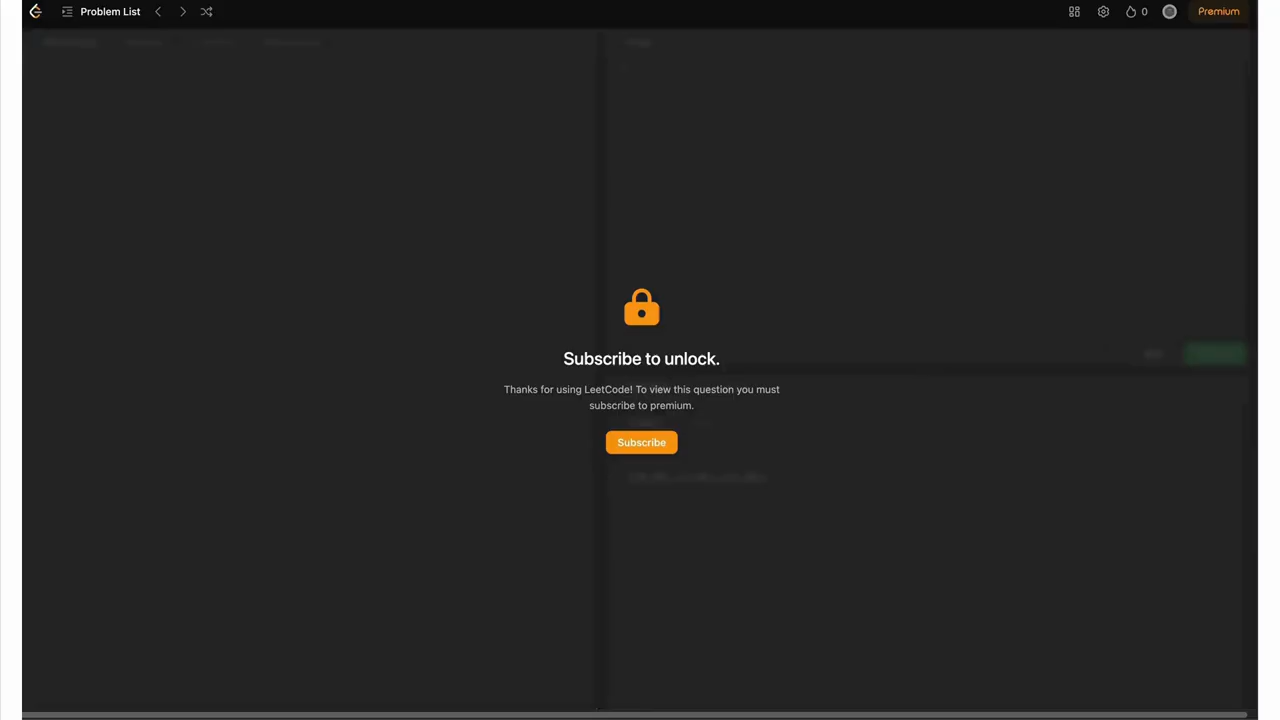 Problem List
0
Premium
Subscribe to unlock.
Thanks for using LeetCode! To view this question you must
subscribe to premium.
Subscribe